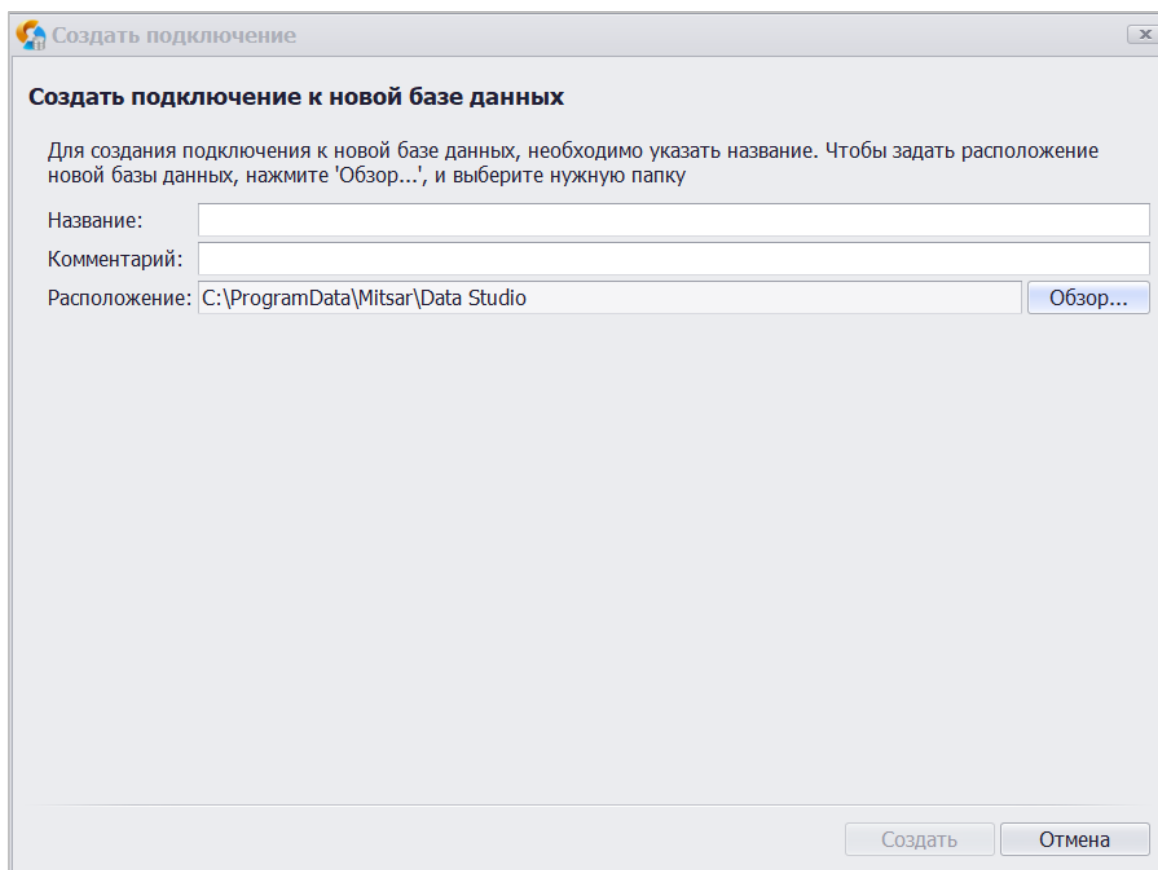 Создать подключение
Создать подключение к новой базе данных
Для создания подключения к новой базе данных, необходимо указать название. Чтобы задать расположение
новой базы данных, нажмите 'Обзор...', и выберите нужную папку
Название:
Комментарий:
Расположение: C:\ProgramData\Mitsar\Data Studio Обзор...
Создать Отмена